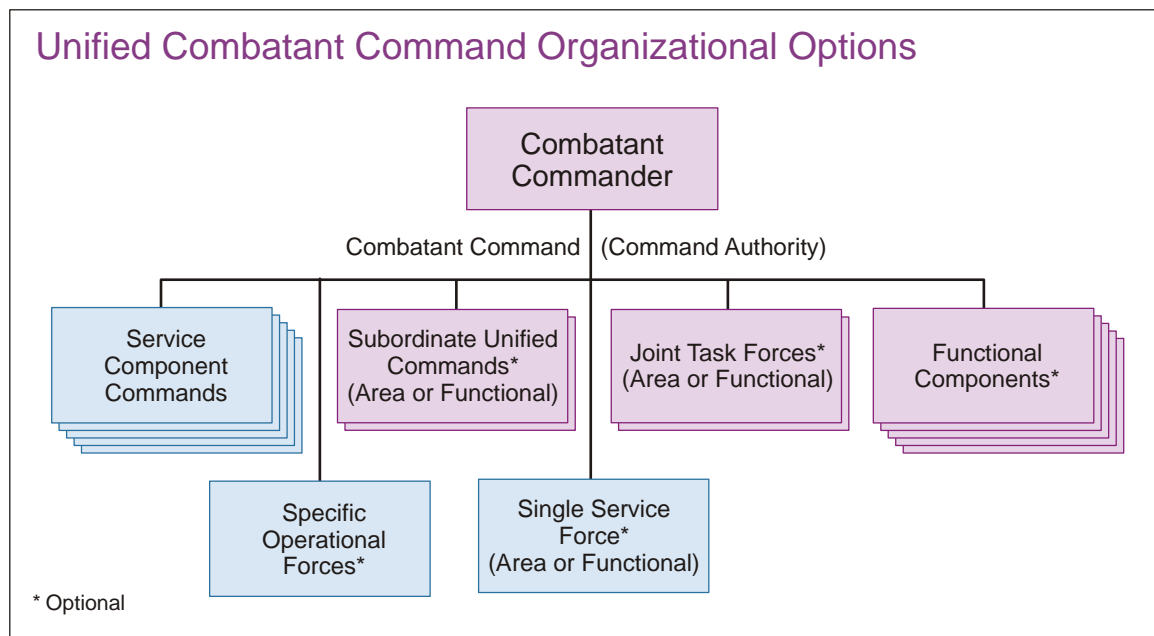 Unified Combatant Command Organizational Options
Combatant
Commander
Combatant Command (Command Authority)
Service
Component
Commands
Subordinate Unified
Commands*
(Area or Functional)
Joint Task Forces*
(Area or Functional)
Functional
Components*
Specific
Operational
Forces*
Single Service
Force*
(Area or Functional)
* Optional